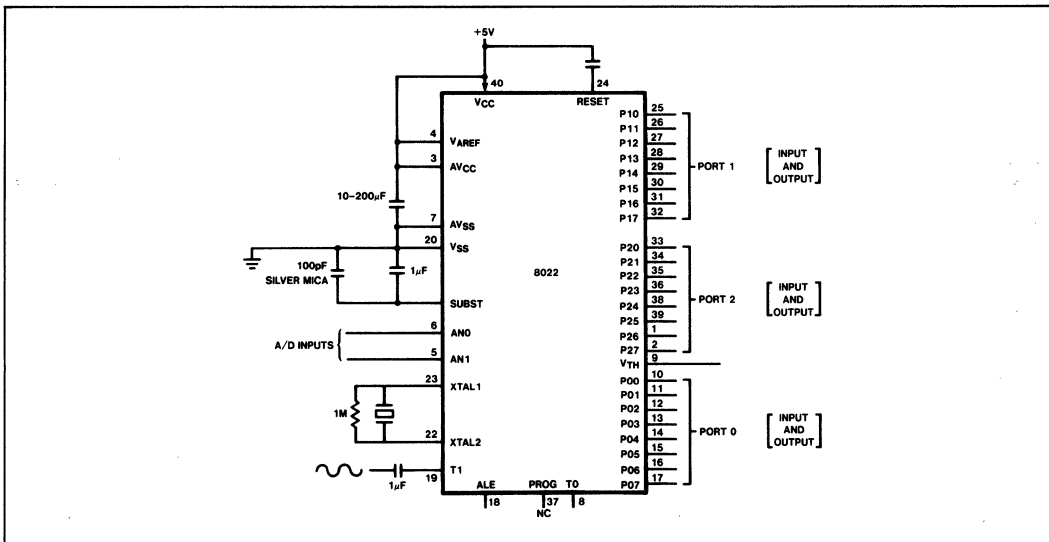 +5V
40
24
VCC
RESET
4
VAREF
3
AVCC
10–200µF
7
AVSS
20
VSS
100pF
SILVER MICA
1µF
SUBST
8022
6
AN0
A/D INPUTS
5
AN1
23
XTAL1
1M
22
XTAL2
T1
19
1µF
ALE
PROG
T0
18
37
8
NC
P10 25
P11 26
P12 27
P13 28
P14 29
P15 30
P16 31
P17 32
PORT 1
INPUT
AND
OUTPUT
P20 33
P21 34
P22 35
P23 36
P24 38
P25 39
P26 1
P27 2
PORT 2
INPUT
AND
OUTPUT
VTH 9
P00 10
P01 11
P02 12
P03 13
P04 14
P05 15
P06 16
P07 17
PORT 0
INPUT
AND
OUTPUT